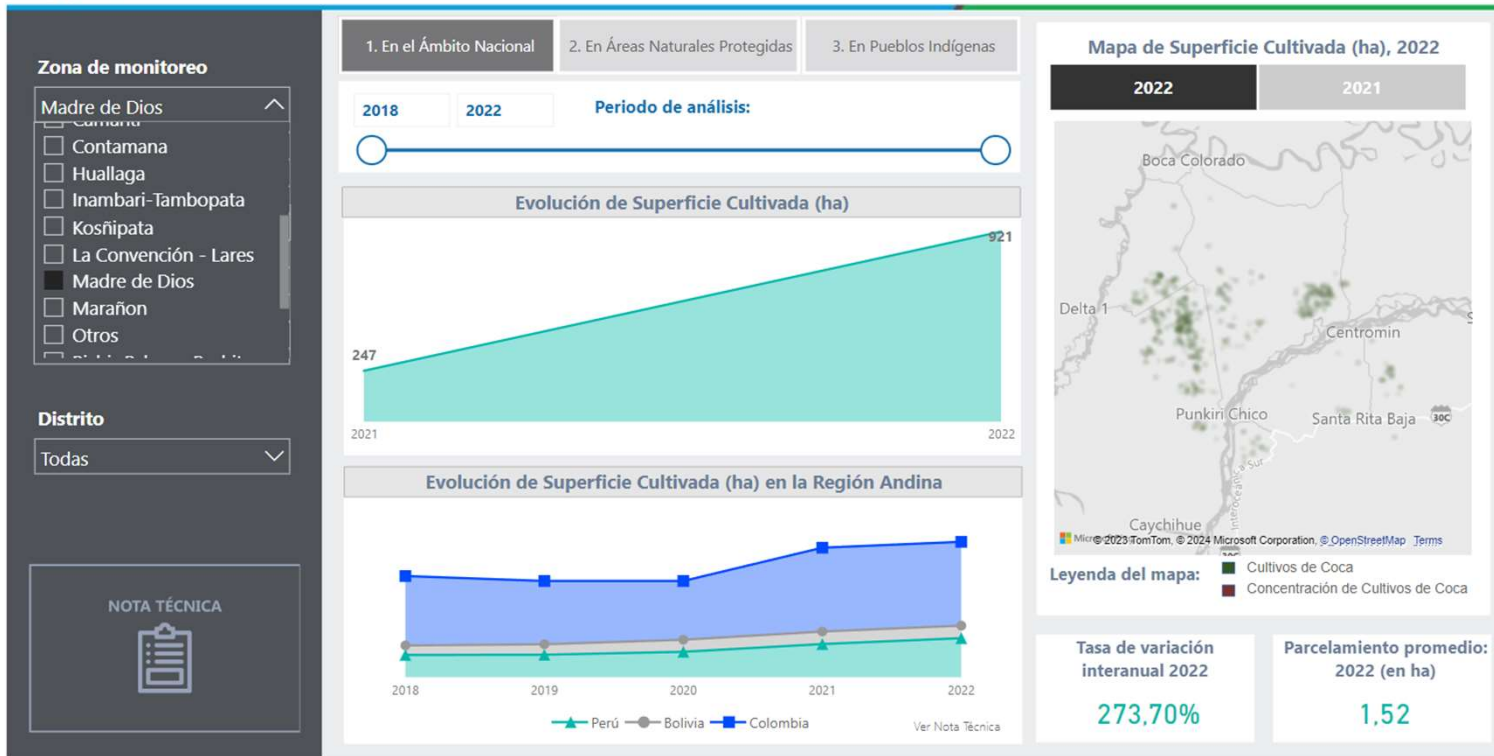 Zona de monitoreo
Madre de Dios
Camanti
Contamana
Huallaga
Inambari-Tambopata
Kosñipata
La Convención - Lares
Madre de Dios
Marañon
Otros
Distrito
Todas
NOTA TÉCNICA
1. En el Ámbito Nacional
2. En Áreas Naturales Protegidas
3. En Pueblos Indígenas
2018
2022
Periodo de análisis:
Evolución de Superficie Cultivada (ha)
247
921
2021
2022
Evolución de Superficie Cultivada (ha) en la Región Andina
2018
2019
2020
2021
2022
Perú
Bolivia
Colombia
Ver Nota Técnica
Mapa de Superficie Cultivada (ha), 2022
2022
2021
Boca Colorado
Delta 1
Centromin
Punkiri Chico
Santa Rita Baja
30C
Interoceánica Sur
Caychihue
© 2023 TomTom, © 2024 Microsoft Corporation, © OpenStreetMap Terms
30C
Leyenda del mapa:
Cultivos de Coca
Concentración de Cultivos de Coca
Tasa de variación
interanual 2022
273,70%
Parcelamiento promedio:
2022 (en ha)
1,52